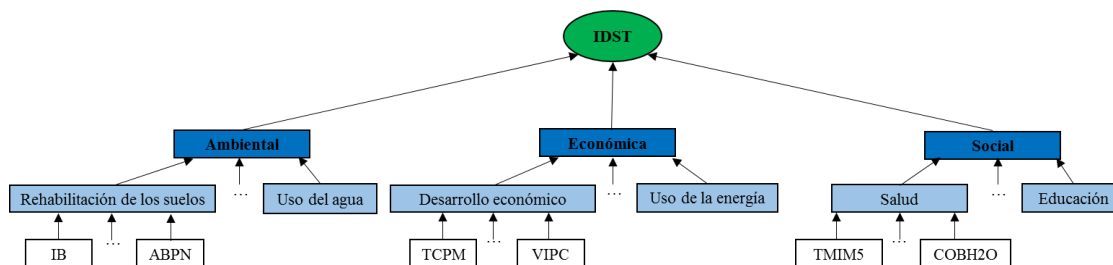 IDST
Ambiental
Económica
Social
...
...
...
Rehabilitación de los suelos
Uso del agua
Desarrollo económico
Uso de la energía
Salud
Educación
...
...
...
IB
ABPN
TCPM
VIPC
TMIM5
COBH2O